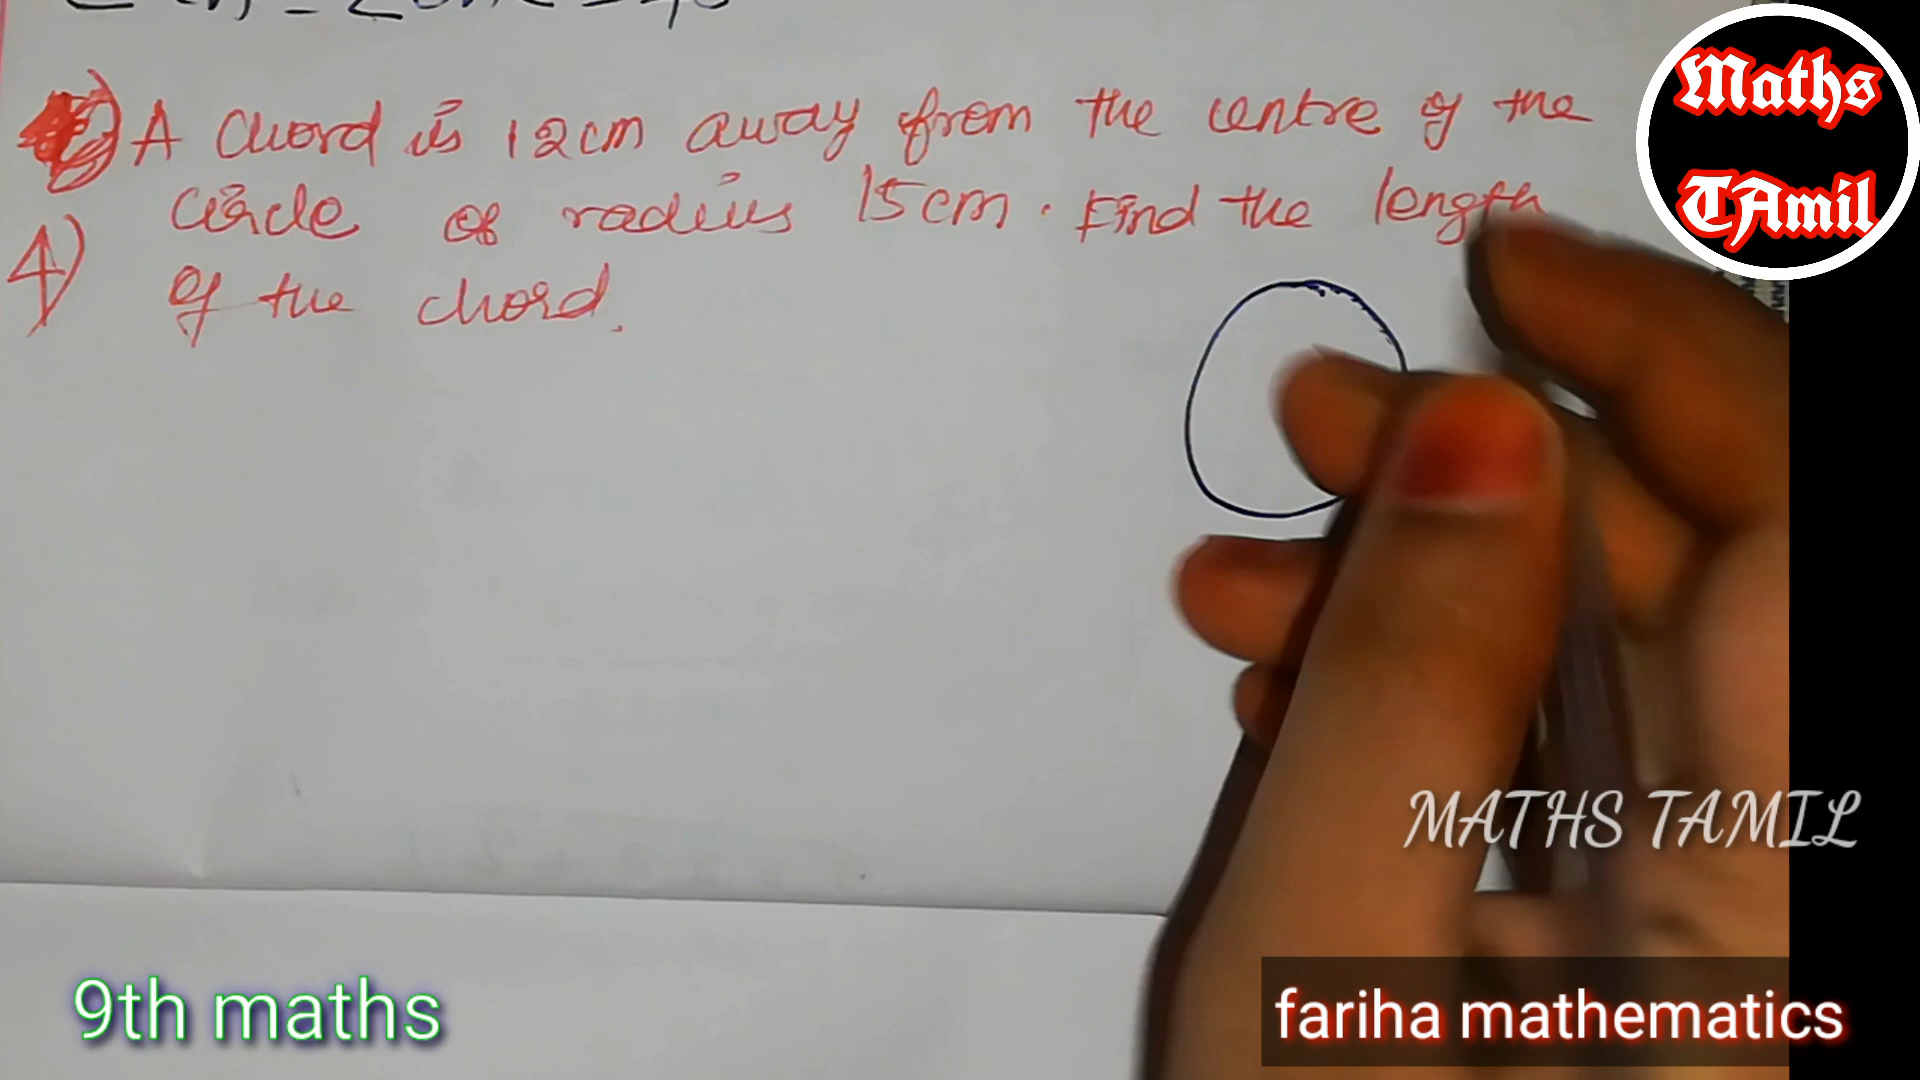 A chord is 12cm away from the centre of the
circle of radius 15cm. Find the length
4) of the chord.
Maths
TAmil
MATHS TAMIL
9th maths
fariha mathematics